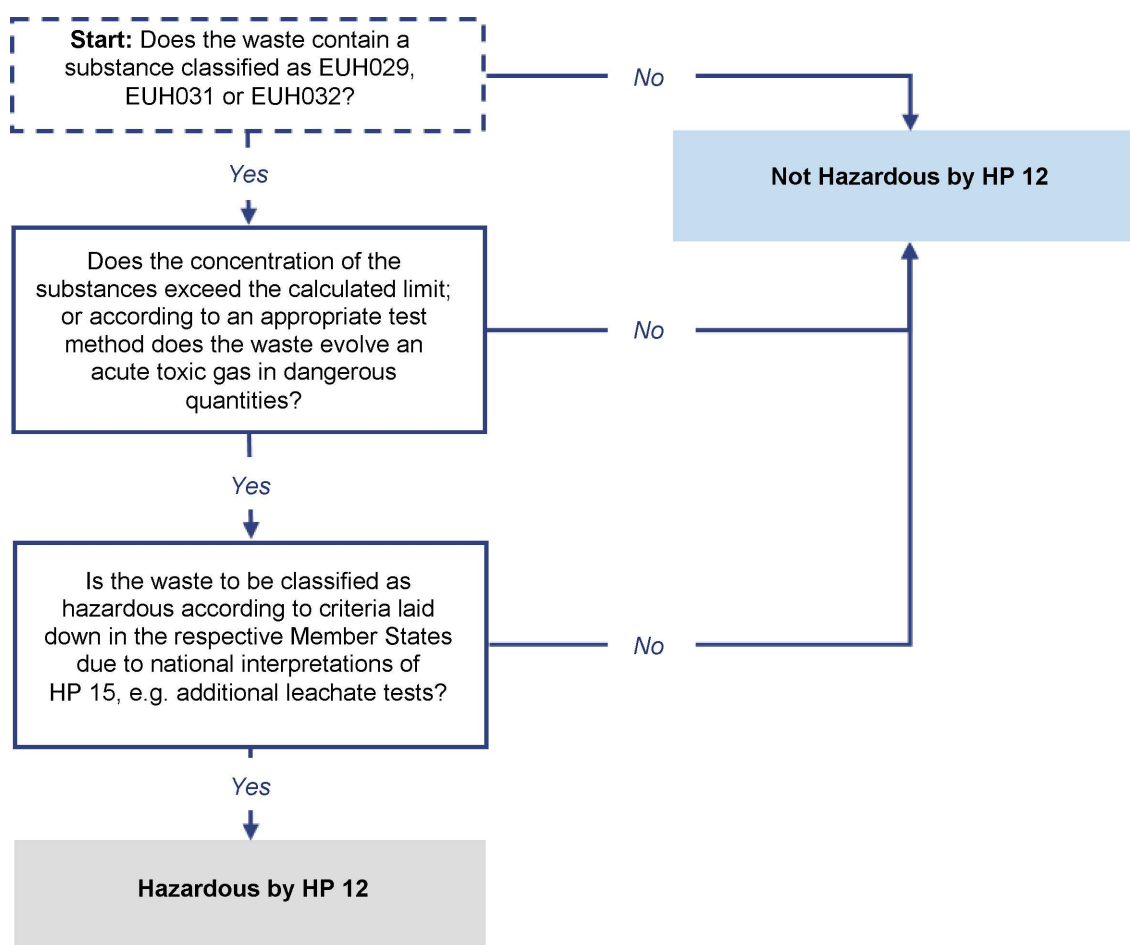 Start: Does the waste contain a
substance classified as EUH029,
EUH031 or EUH032?
No
Not Hazardous by HP 12
Yes
Does the concentration of the
substances exceed the calculated limit;
or according to an appropriate test
method does the waste evolve an
acute toxic gas in dangerous
quantities?
No
Yes
Is the waste to be classified as
hazardous according to criteria laid
down in the respective Member States
due to national interpretations of
HP 15, e.g. additional leachate tests?
No
Yes
Hazardous by HP 12